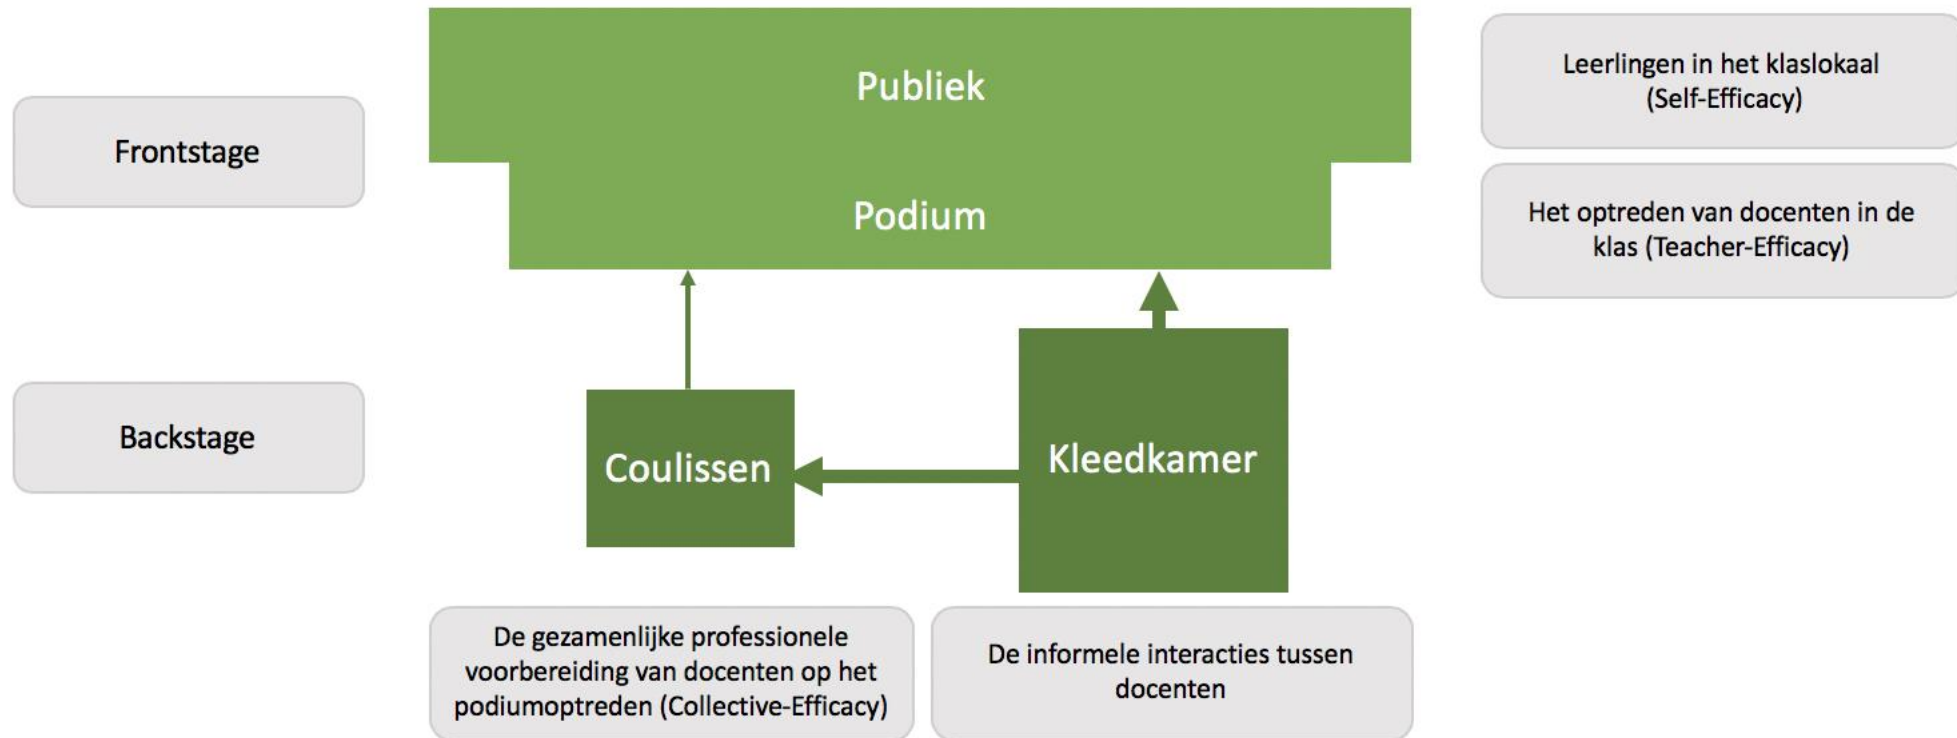 Publiek
Leerlingen in het klaslokaal
(Self-Efficacy)
Frontstage
Podium
Het optreden van docenten in de
klas (Teacher-Efficacy)
Backstage
Coulissen
Kleedkamer
De gezamenlijke professionele
voorbereiding van docenten op het
podiumoptreden (Collective-Efficacy)
De informele interacties tussen
docenten